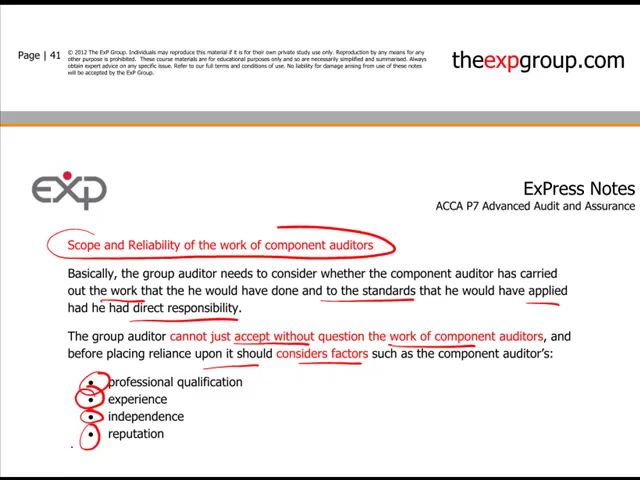 Page | 41
© 2012 The ExP Group. Individuals may reproduce this material if it is for their own private study use only. Reproduction by any means for any
other purpose is prohibited. These course materials are for educational purposes only and so are necessarily simplified and summarised. Always
obtain expert advice on any specific issue. Refer to our full terms and conditions of use. No liability for damage arising from use of these notes
will be accepted by the ExP Group.
theexpgroup.com
exp
ExPress Notes
ACCA P7 Advanced Audit and Assurance
Scope and Reliability of the work of component auditors
Basically, the group auditor needs to consider whether the component auditor has carried
out the work that the he would have done and to the standards that he would have applied
had he had direct responsibility.
The group auditor cannot just accept without question the work of component auditors, and
before placing reliance upon it should considers factors such as the component auditor's:
• professional qualification
• experience
• independence
• reputation